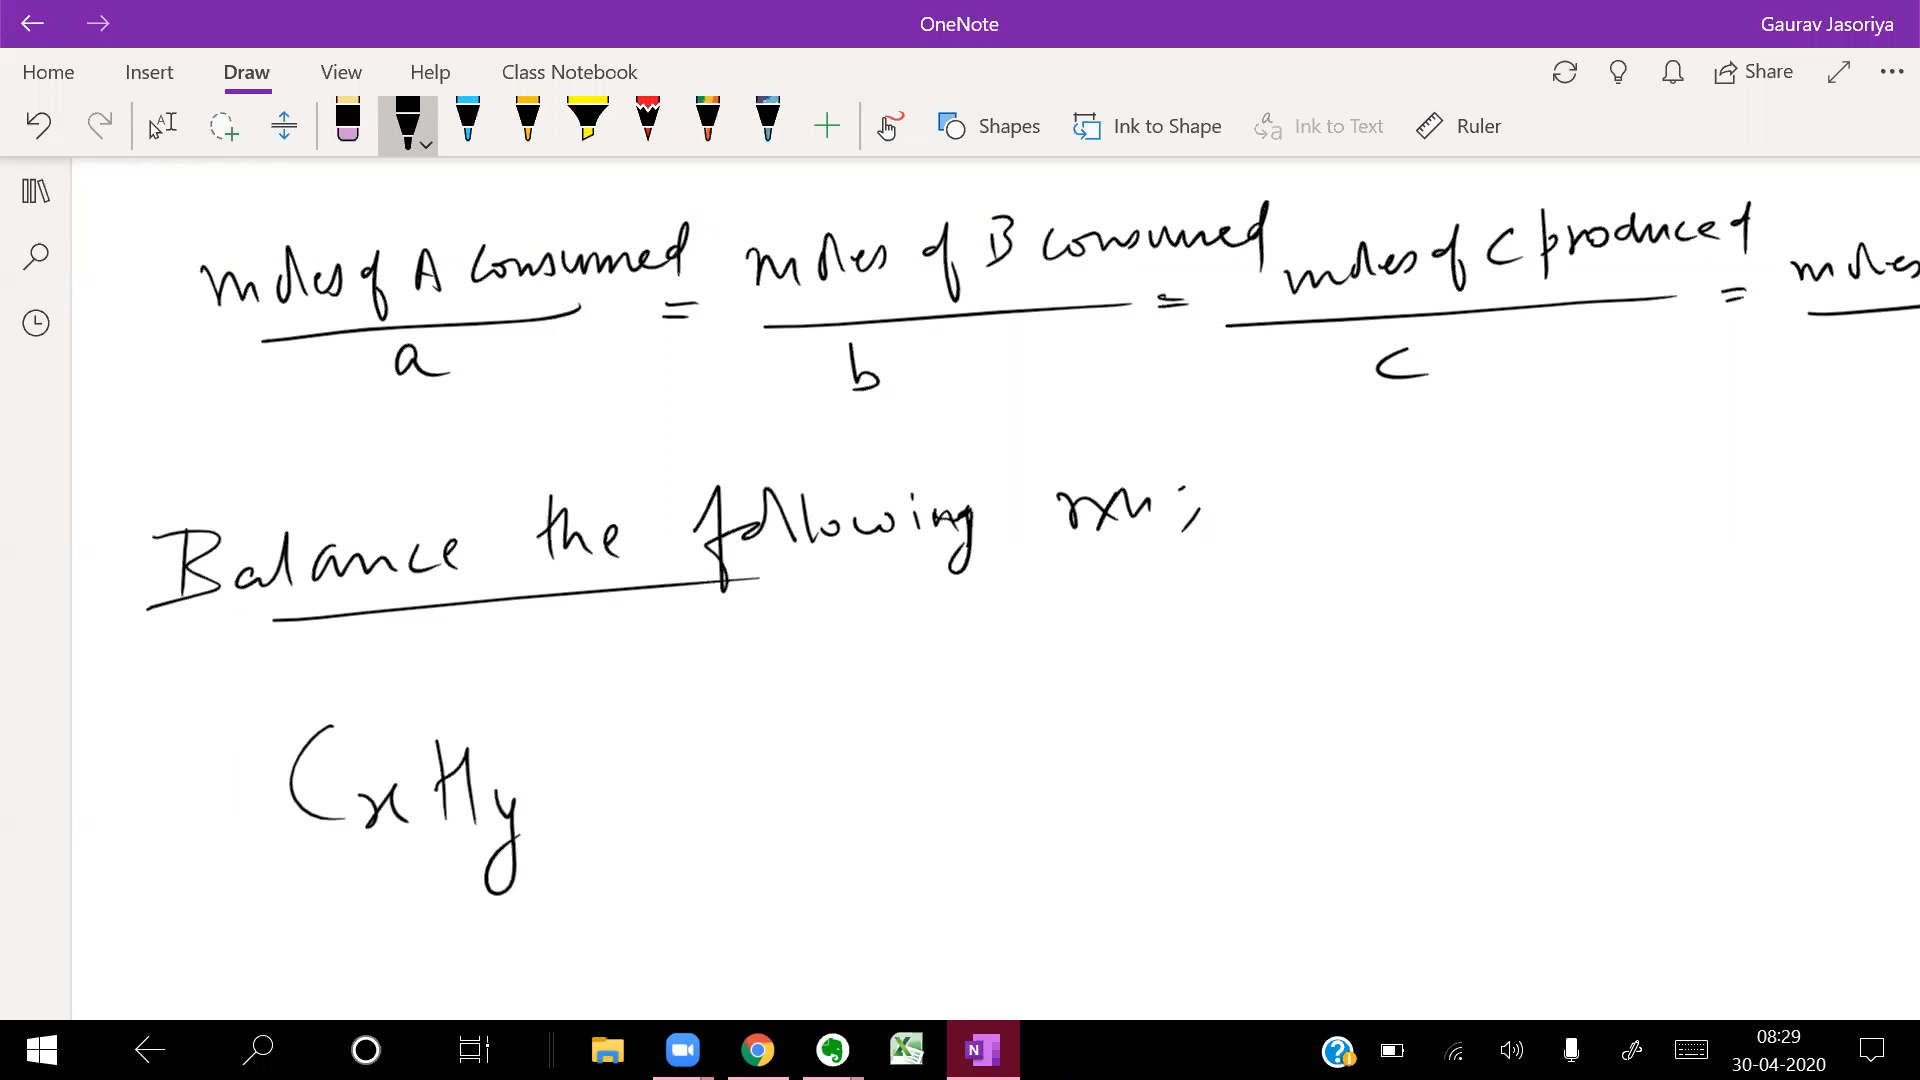 OneNote
Gaurav Jasoriya
Home Insert Draw View Help Class Notebook Share
Shapes Ink to Shape Ink to Text Ruler
moles of A consumed = moles of B consumed = moles of C produced = moles
a b c
Balance the following rxn ;
CxHy
08:29
30-04-2020